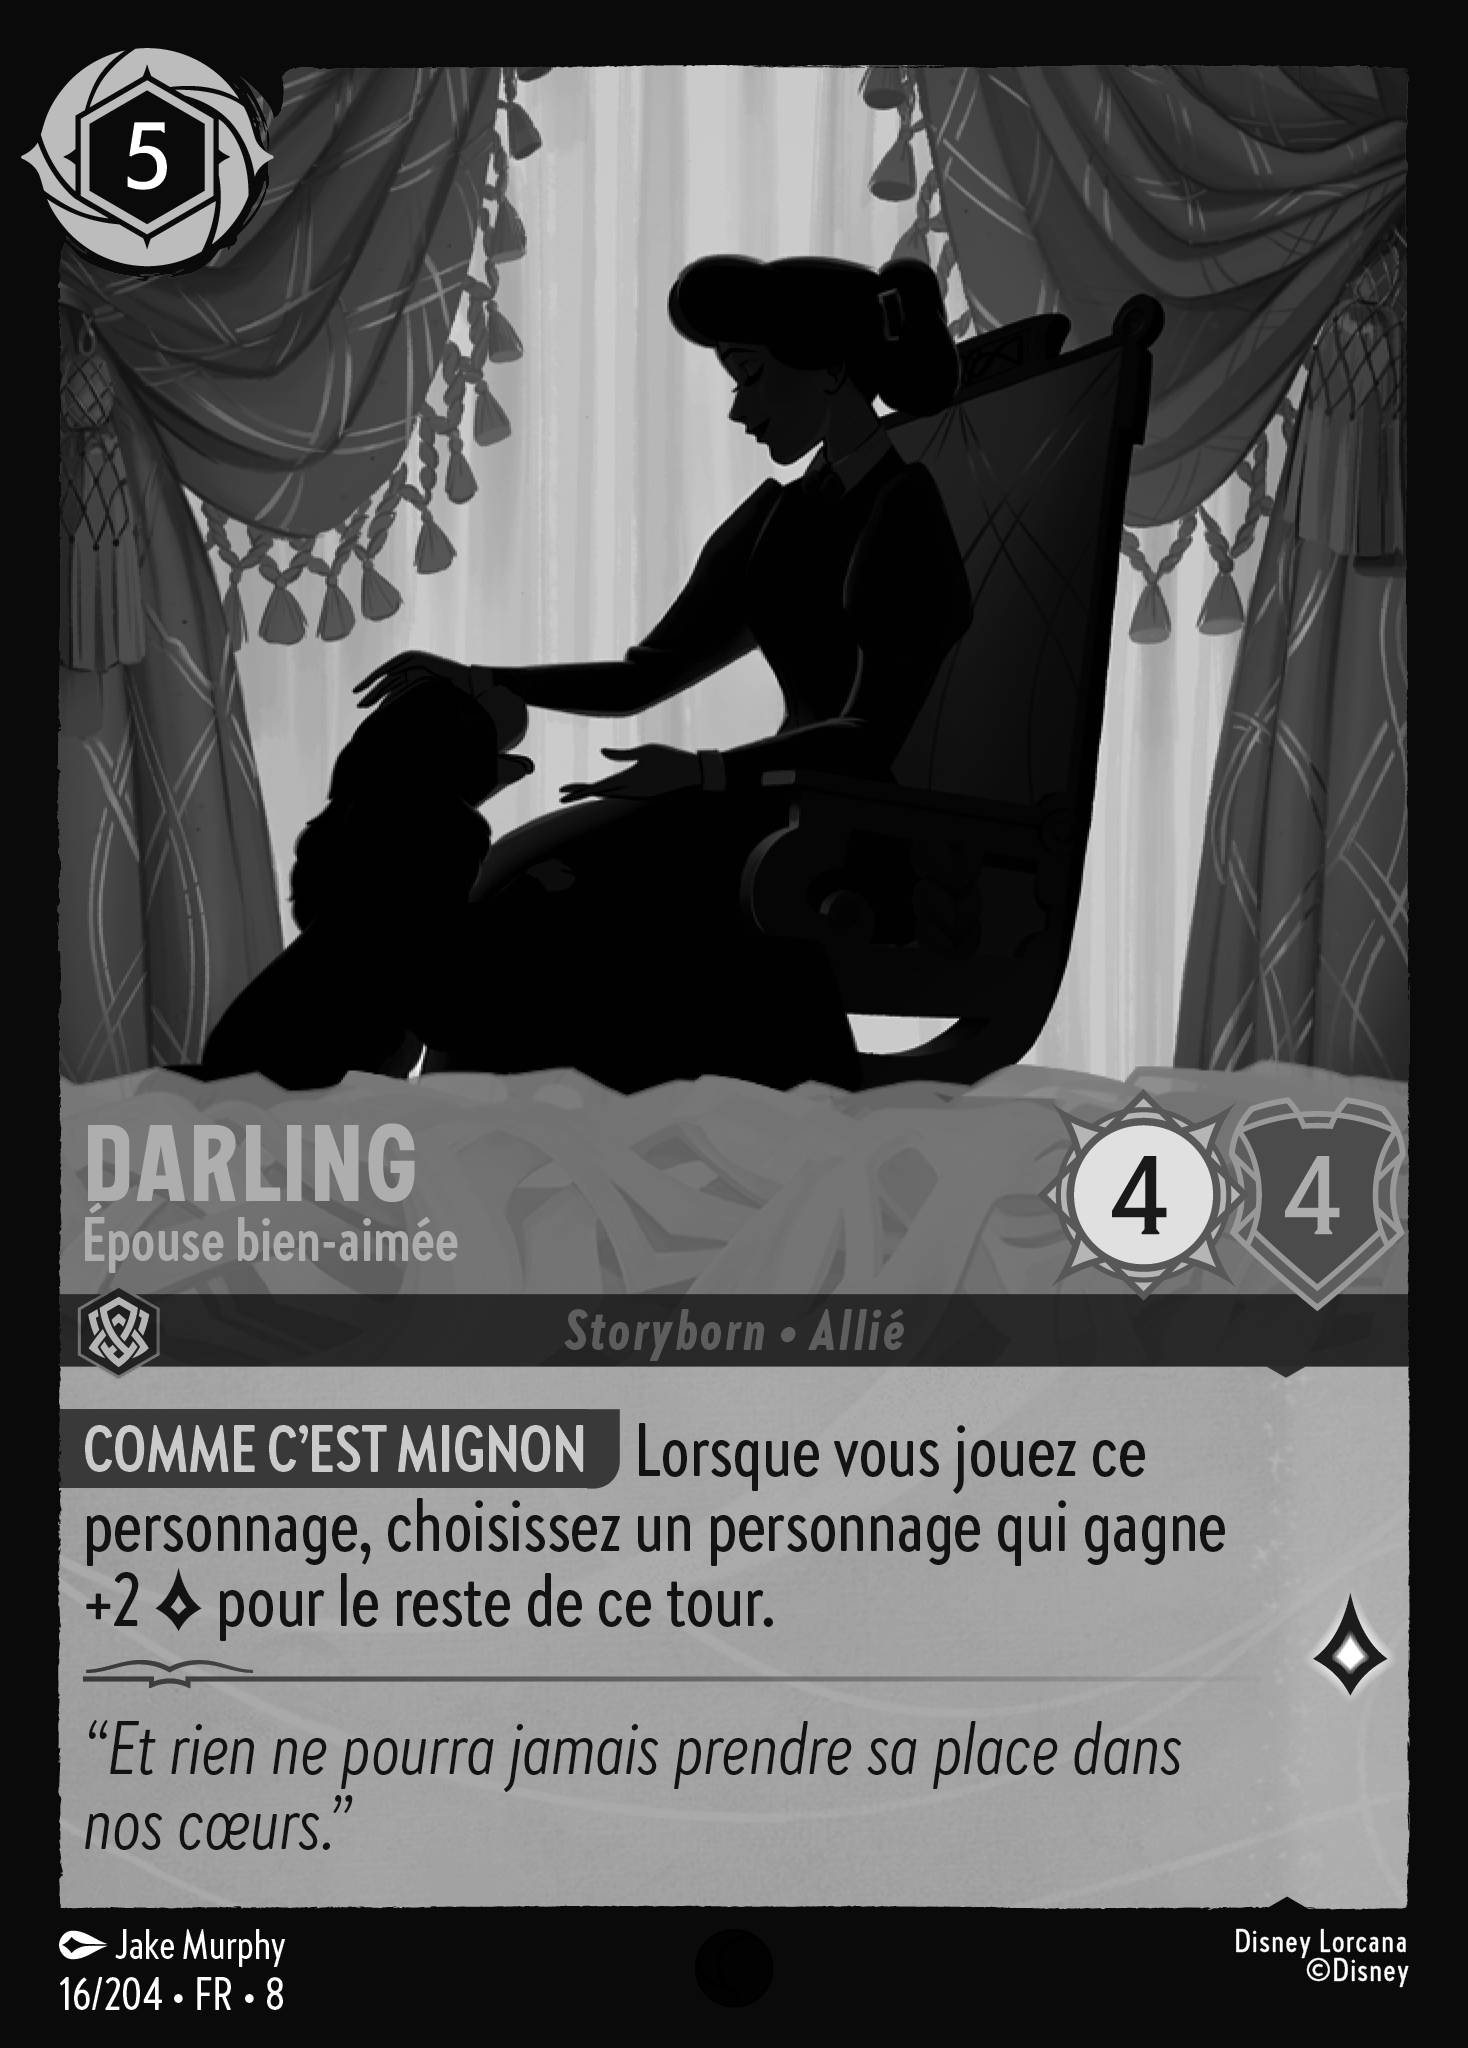 5
DARLING
Épouse bien-aimée
4
4
Storyborn • Allié
COMME C’EST MIGNON Lorsque vous jouez ce
personnage, choisissez un personnage qui gagne
+2 pour le reste de ce tour.
“Et rien ne pourra jamais prendre sa place dans
nos cœurs.”
Jake Murphy
16/204 • FR • 8
Disney Lorcana
©Disney